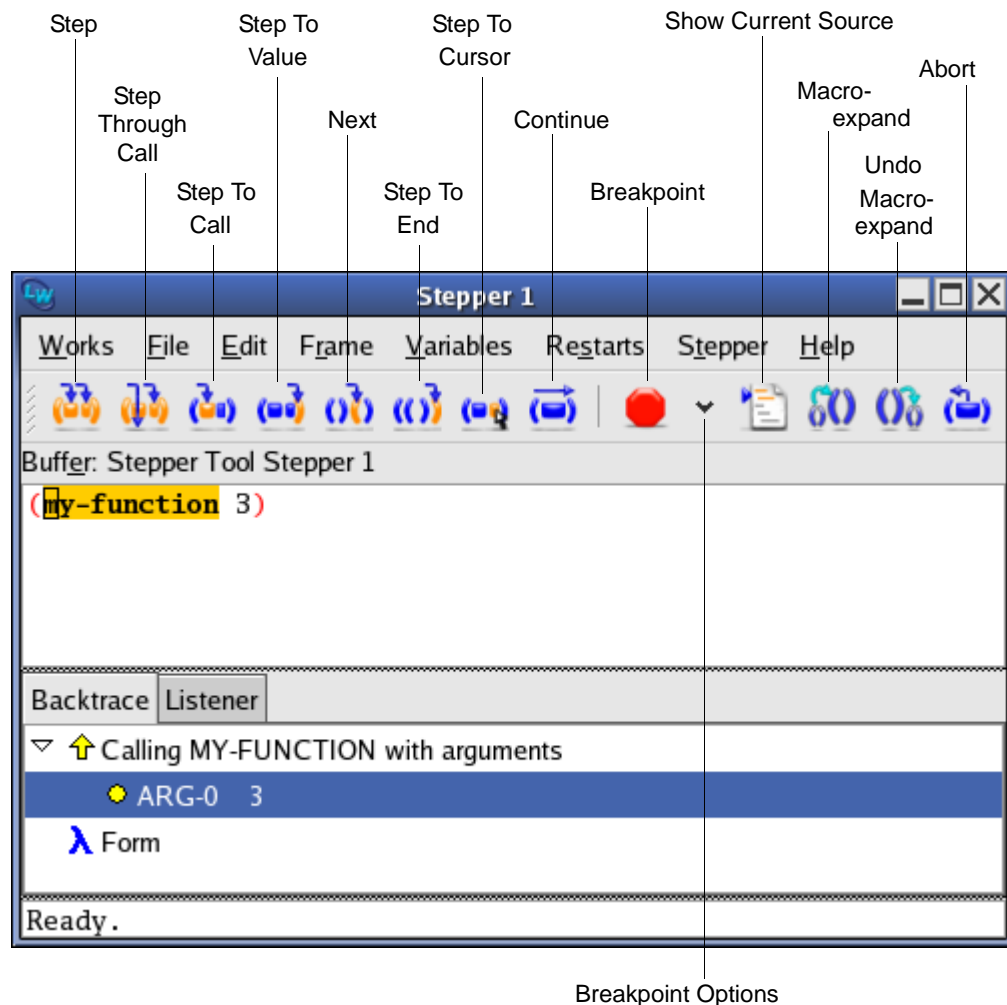 Step
Step To
Value
Step To
Cursor
Show Current Source
Abort
Step
Through
Call
Next
Continue
Macro-
expand
Undo
Macro-
expand
Step To
Call
Step To
End
Breakpoint
LW
Stepper 1
Works File Edit Frame Variables Restarts Stepper Help
Buffer: Stepper Tool Stepper 1
(my-function 3)
Backtrace Listener
Calling MY-FUNCTION with arguments
ARG-0 3
λ Form
Ready.
Breakpoint Options